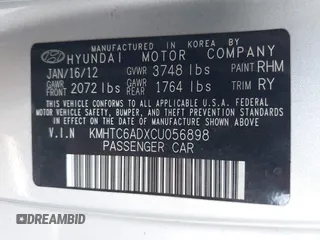 MANUFACTURED IN KOREA BY
HYUNDAI MOTOR COMPANY
JAN/16/12 GVWR 3748 lbs PAINT RHM
GAWR FRONT 2072 lbs GAWR REAR 1764 lbs TRIM RY
THIS VEHICLE CONFORMS TO ALL APPLICABLE FEDERAL MOTOR VEHICLE SAFETY, BUMPER, AND THEFT PREVENTION STANDARDS IN EFFECT ON THE DATE OF MANUFACTURE SHOWN ABOVE.
V.I.N KMHTC6ADXCU056898
PASSENGER CAR
DREAMBID
DREAMBID.COM